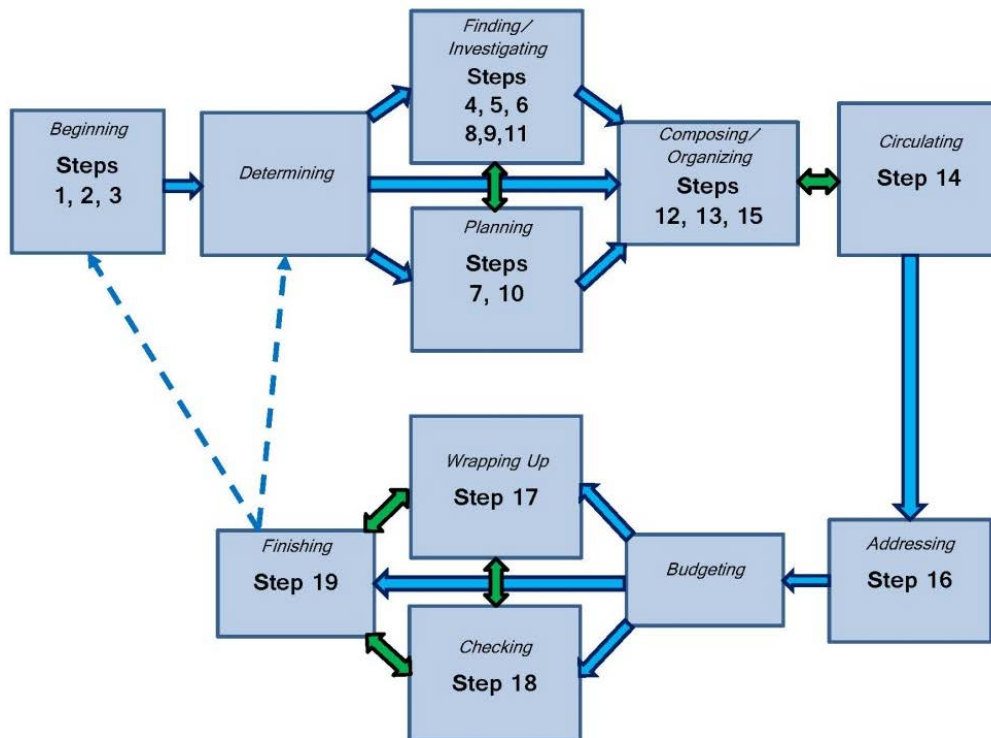 Beginning
Steps
1, 2, 3
Determining
Finding/
Investigating
Steps
4, 5, 6
8,9,11
Planning
Steps
7, 10
Composing/
Organizing
Steps
12, 13, 15
Circulating
Step 14
Addressing
Step 16
Budgeting
Wrapping Up
Step 17
Checking
Step 18
Finishing
Step 19